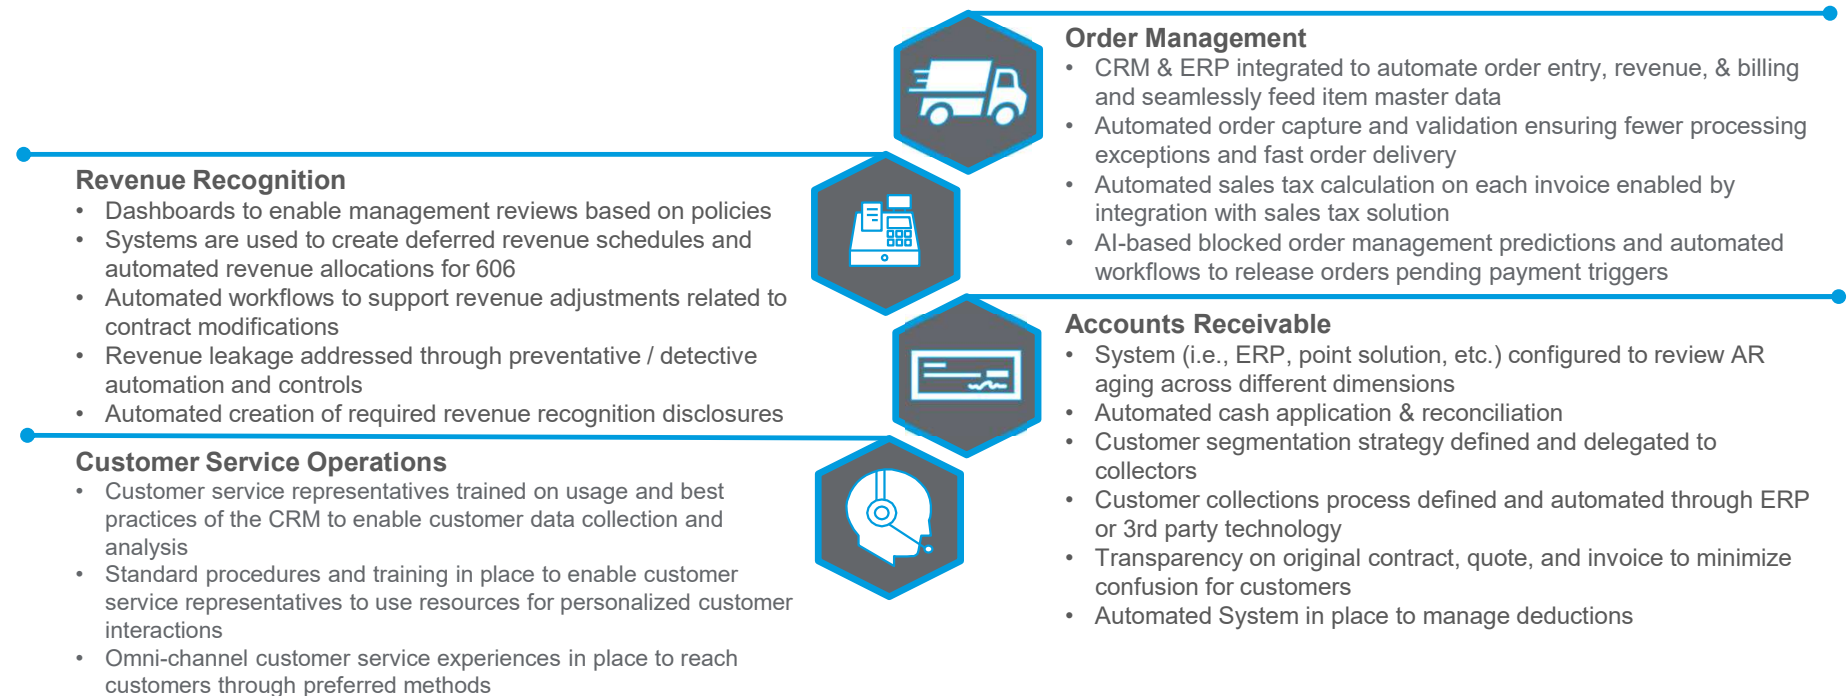 Order Management
• CRM & ERP integrated to automate order entry, revenue, & billing
and seamlessly feed item master data
• Automated order capture and validation ensuring fewer processing
exceptions and fast order delivery
• Automated sales tax calculation on each invoice enabled by
integration with sales tax solution
• AI-based blocked order management predictions and automated
workflows to release orders pending payment triggers
Revenue Recognition
• Dashboards to enable management reviews based on policies
• Systems are used to create deferred revenue schedules and
automated revenue allocations for 606
• Automated workflows to support revenue adjustments related to
contract modifications
• Revenue leakage addressed through preventative / detective
automation and controls
• Automated creation of required revenue recognition disclosures
Accounts Receivable
• System (i.e., ERP, point solution, etc.) configured to review AR
aging across different dimensions
• Automated cash application & reconciliation
• Customer segmentation strategy defined and delegated to
collectors
• Customer collections process defined and automated through ERP
or 3rd party technology
• Transparency on original contract, quote, and invoice to minimize
confusion for customers
• Automated System in place to manage deductions
Customer Service Operations
• Customer service representatives trained on usage and best
practices of the CRM to enable customer data collection and
analysis
• Standard procedures and training in place to enable customer
service representatives to use resources for personalized customer
interactions
• Omni-channel customer service experiences in place to reach
customers through preferred methods